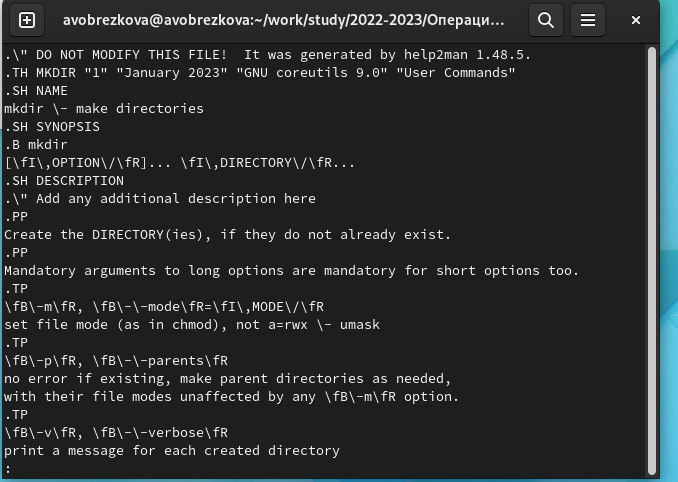 avobrezkova@avobrezkova:~/work/study/2022-2023/Операци...
.\" DO NOT MODIFY THIS FILE!  It was generated by help2man 1.48.5.
.TH MKDIR "1" "January 2023" "GNU coreutils 9.0" "User Commands"
.SH NAME
mkdir \- make directories
.SH SYNOPSIS
.B mkdir
[\fI\,OPTION\/\fR]... \fI\,DIRECTORY\/\fR...
.SH DESCRIPTION
.\" Add any additional description here
.PP
Create the DIRECTORY(ies), if they do not already exist.
.PP
Mandatory arguments to long options are mandatory for short options too.
.TP
\fB\-m\fR, \fB\-\-mode\fR=\fI\,MODE\/\fR
set file mode (as in chmod), not a=rwx \- umask
.TP
\fB\-p\fR, \fB\-\-parents\fR
no error if existing, make parent directories as needed,
with their file modes unaffected by any \fB\-m\fR option.
.TP
\fB\-v\fR, \fB\-\-verbose\fR
print a message for each created directory
: